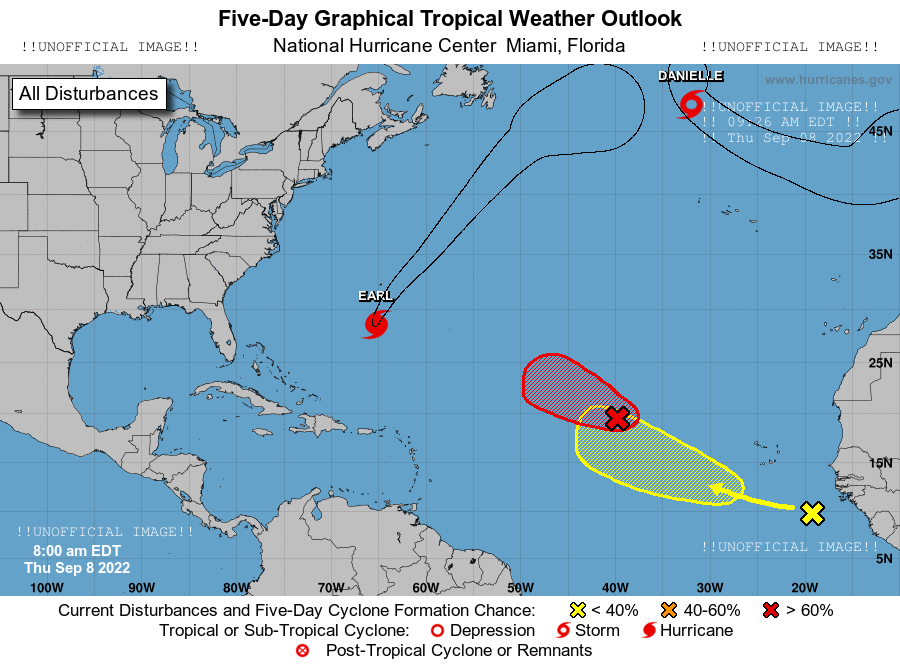 Five-Day Graphical Tropical Weather Outlook
!!UNOFFICIAL IMAGE!! National Hurricane Center Miami, Florida !!UNOFFICIAL IMAGE!!
DANIELLE
www.hurricanes.gov
All Disturbances
!!UNOFFICIAL IMAGE!!
!! 09:26 AM EDT !!
45N
!! Thu Sep 08 2022 !!
35N
EARL
25N
15N
!!UNOFFICIAL IMAGE!!
!!UNOFFICIAL IMAGE!!
8:00 am EDT
5N
Thu Sep 8 2022
100W 90W 80W 70W 60W 50W 40W 30W 20W
Current Disturbances and Five-Day Cyclone Formation Chance: < 40% 40-60% > 60%
Tropical or Sub-Tropical Cyclone: Depression Storm Hurricane
Post-Tropical Cyclone or Remnants